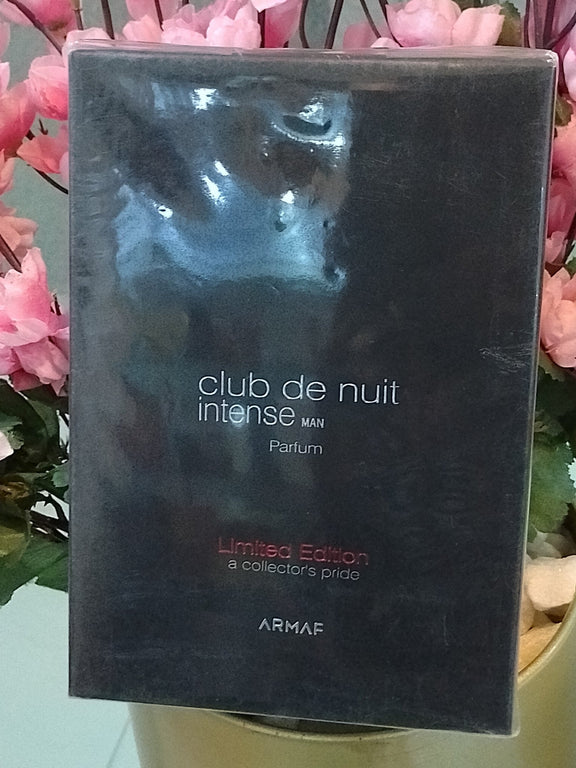 club de nuit
intense MAN
Parfum
Limited Edition
a collector's pride
ARMAF